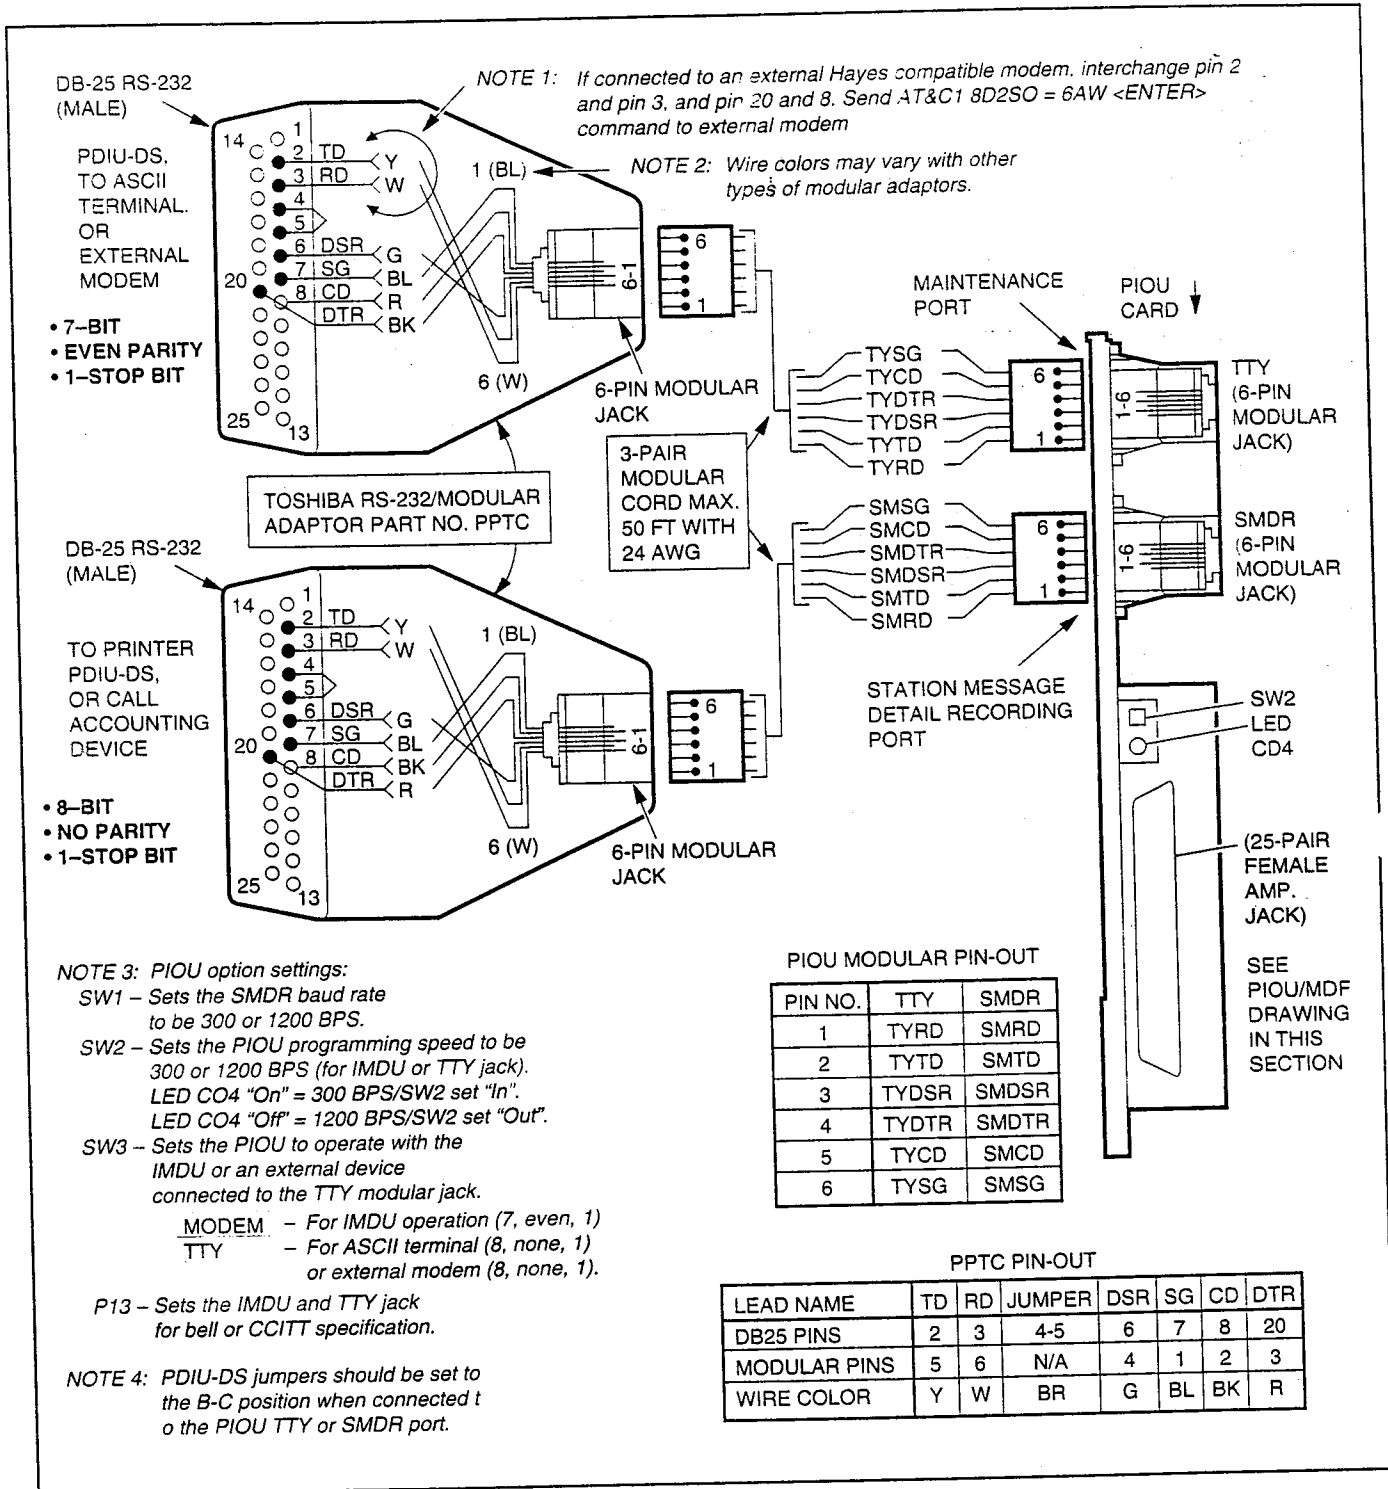 NOTE 1: If connected to an external Hayes compatible modem, interchange pin 2
and pin 3, and pin 20 and 8. Send AT&C1 8D2SO = 6AW <ENTER>
command to external modem
NOTE 2: Wire colors may vary with other
types of modular adaptors.
DB-25 RS-232
(MALE)
PDIU-DS,
TO ASCII
TERMINAL.
OR
EXTERNAL
MODEM
• 7–BIT
• EVEN PARITY
• 1–STOP BIT
14
1
2 TD Y
3 RD W
4
5
6 DSR G
7 SG BL
20
8 CD R
DTR BK
25
13
1 (BL)
6 (W)
6-1
6-PIN MODULAR
JACK
6
1
TOSHIBA RS-232/MODULAR
ADAPTOR PART NO. PPTC
3-PAIR
MODULAR
CORD MAX.
50 FT WITH
24 AWG
MAINTENANCE
PORT
PIOU
CARD
TYSG
TYCD
TYDTR
TYDSR
TYTD
TYRD
6
1
1-6
TTY
(6-PIN
MODULAR
JACK)
SMSG
SMCD
SMDTR
SMDSR
SMTD
SMRD
6
1
1-6
SMDR
(6-PIN
MODULAR
JACK)
STATION MESSAGE
DETAIL RECORDING
PORT
SW2
LED
CD4
(25-PAIR
FEMALE
AMP.
JACK)
SEE
PIOU/MDF
DRAWING
IN THIS
SECTION
DB-25 RS-232
(MALE)
TO PRINTER
PDIU-DS,
OR CALL
ACCOUNTING
DEVICE
• 8–BIT
• NO PARITY
• 1–STOP BIT
14
1
2 TD Y
3 RD W
4
5
6 DSR G
7 SG BL
20
8 CD BK
DTR R
25
13
1 (BL)
6 (W)
6-1
6-PIN MODULAR
JACK
6
1
NOTE 3: PIOU option settings:
SW1 – Sets the SMDR baud rate
to be 300 or 1200 BPS.
SW2 – Sets the PIOU programming speed to be
300 or 1200 BPS (for IMDU or TTY jack).
LED CO4 “On” = 300 BPS/SW2 set “In”.
LED CO4 “Off” = 1200 BPS/SW2 set “Out”.
SW3 – Sets the PIOU to operate with the
IMDU or an external device
connected to the TTY modular jack.
MODEM – For IMDU operation (7, even, 1)
TTY – For ASCII terminal (8, none, 1)
or external modem (8, none, 1).
P13 – Sets the IMDU and TTY jack
for bell or CCITT specification.
NOTE 4: PDIU-DS jumpers should be set to
the B-C position when connected t
o the PIOU TTY or SMDR port.
PIOU MODULAR PIN-OUT
PIN NO. TTY SMDR
1 TYRD SMRD
2 TYTD SMTD
3 TYDSR SMDSR
4 TYDTR SMDTR
5 TYCD SMCD
6 TYSG SMSG
PPTC PIN-OUT
LEAD NAME TD RD JUMPER DSR SG CD DTR
DB25 PINS 2 3 4-5 6 7 8 20
MODULAR PINS 5 6 N/A 4 1 2 3
WIRE COLOR Y W BR G BL BK R